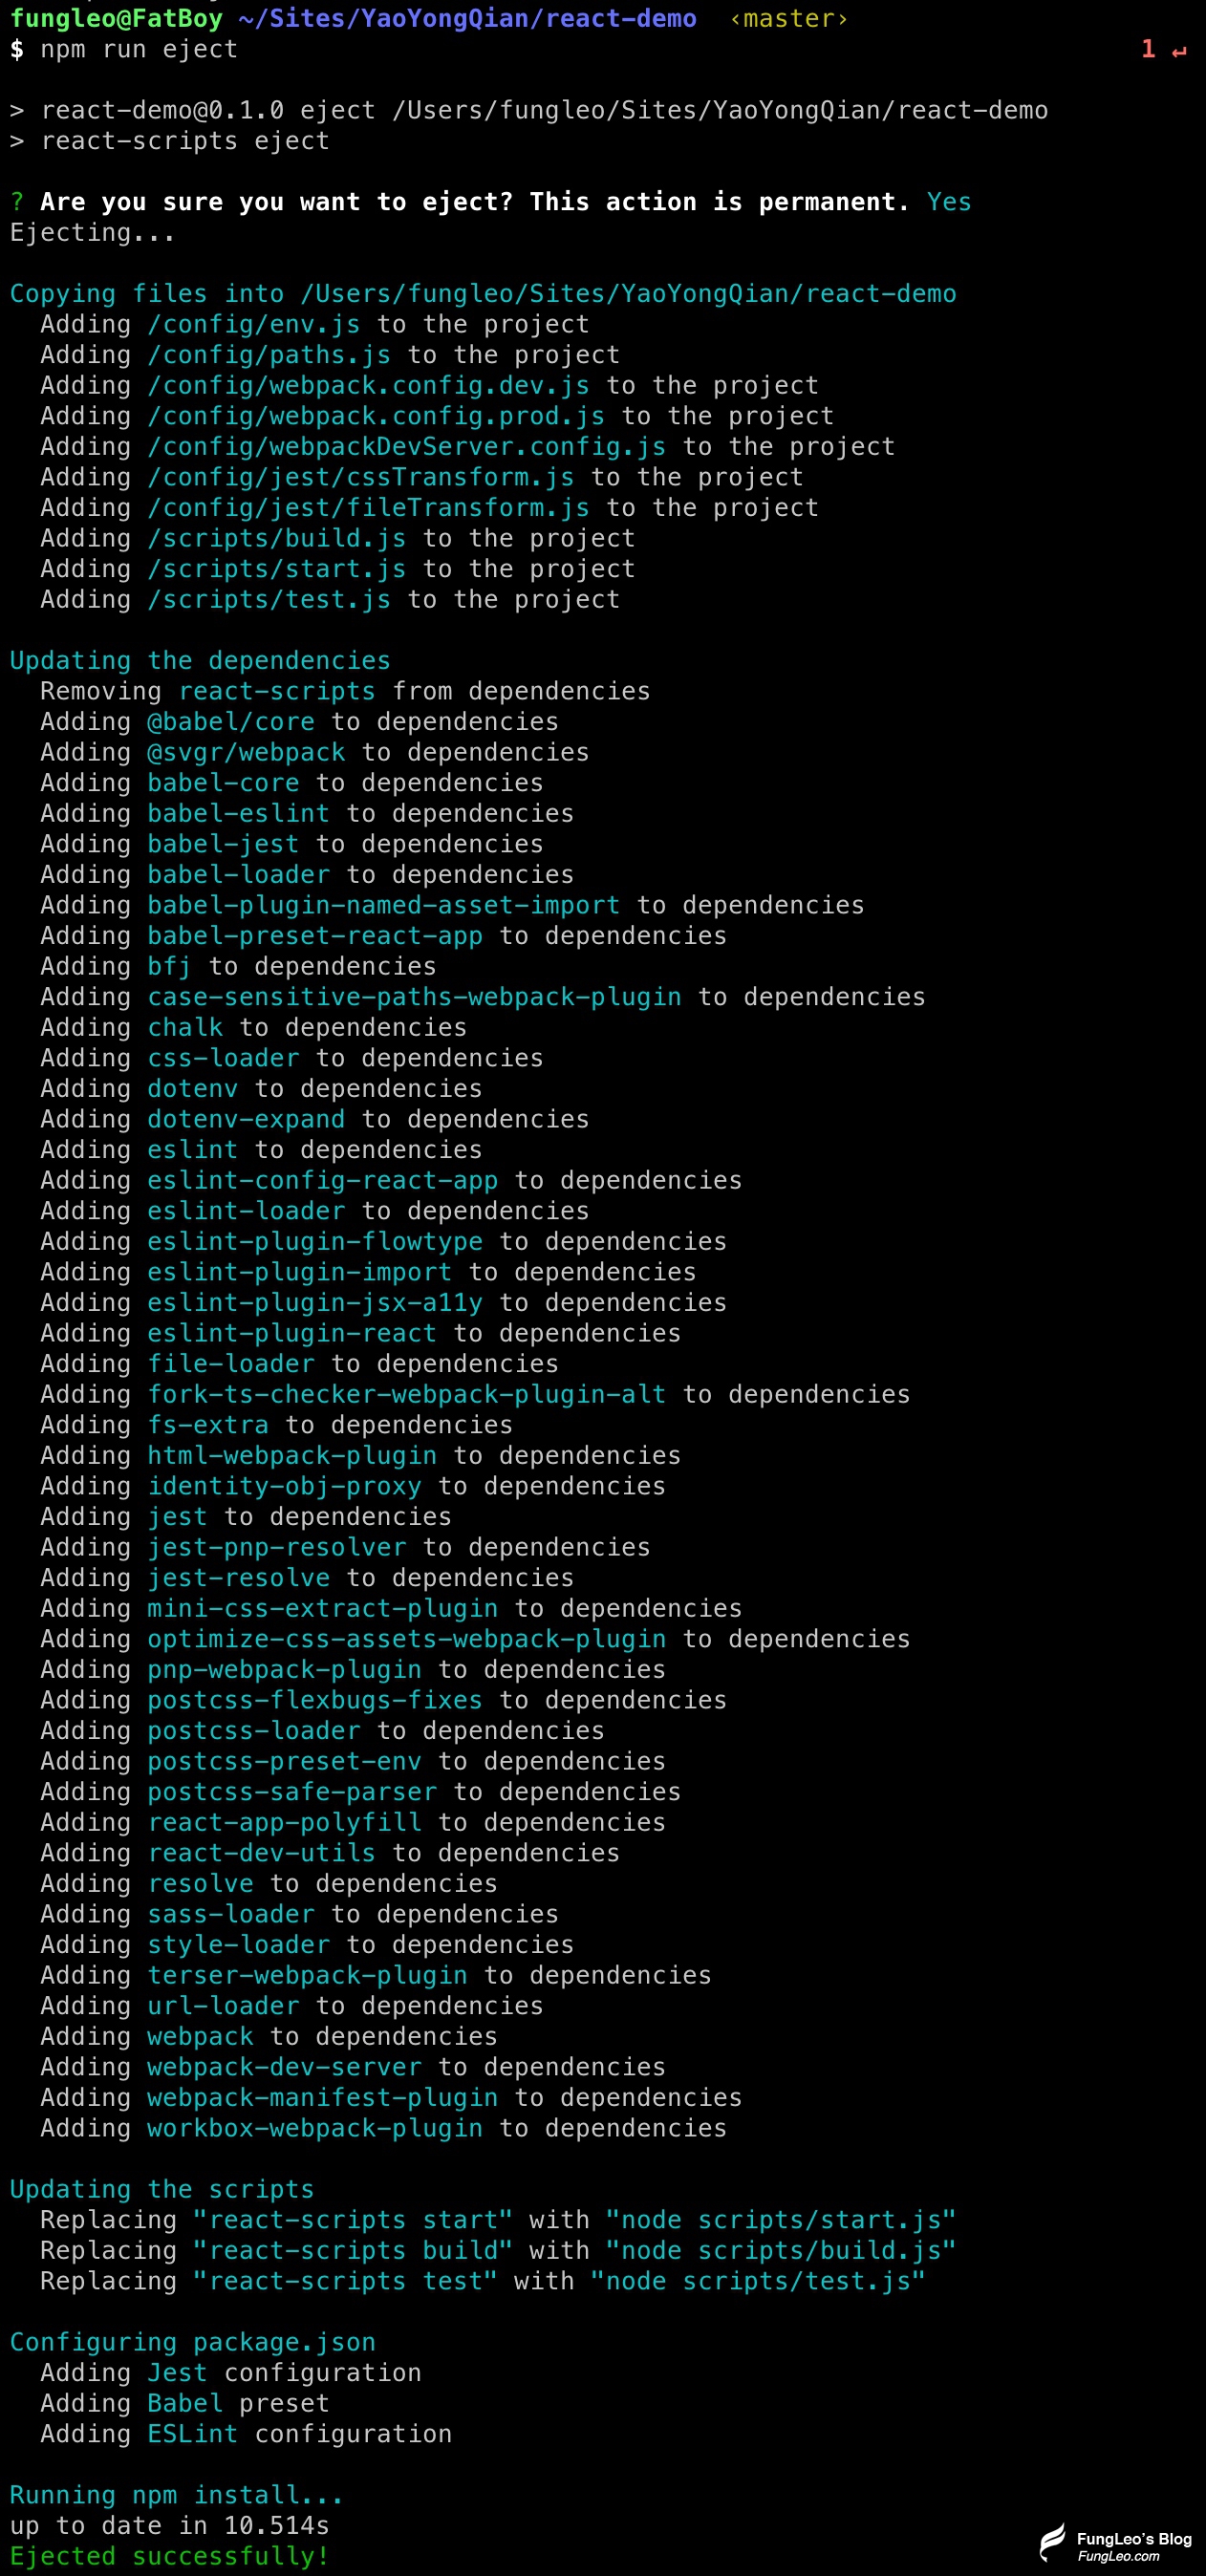 fungleo@FatBoy ~/Sites/YaoYongQian/react-demo ‹master›
$ npm run eject 1 ↵
> react-demo@0.1.0 eject /Users/fungleo/Sites/YaoYongQian/react-demo
> react-scripts eject
? Are you sure you want to eject? This action is permanent. Yes
Ejecting...
Copying files into /Users/fungleo/Sites/YaoYongQian/react-demo
Adding /config/env.js to the project
Adding /config/paths.js to the project
Adding /config/webpack.config.dev.js to the project
Adding /config/webpack.config.prod.js to the project
Adding /config/webpackDevServer.config.js to the project
Adding /config/jest/cssTransform.js to the project
Adding /config/jest/fileTransform.js to the project
Adding /scripts/build.js to the project
Adding /scripts/start.js to the project
Adding /scripts/test.js to the project
Updating the dependencies
Removing react-scripts from dependencies
Adding @babel/core to dependencies
Adding @svgr/webpack to dependencies
Adding babel-core to dependencies
Adding babel-eslint to dependencies
Adding babel-jest to dependencies
Adding babel-loader to dependencies
Adding babel-plugin-named-asset-import to dependencies
Adding babel-preset-react-app to dependencies
Adding bfj to dependencies
Adding case-sensitive-paths-webpack-plugin to dependencies
Adding chalk to dependencies
Adding css-loader to dependencies
Adding dotenv to dependencies
Adding dotenv-expand to dependencies
Adding eslint to dependencies
Adding eslint-config-react-app to dependencies
Adding eslint-loader to dependencies
Adding eslint-plugin-flowtype to dependencies
Adding eslint-plugin-import to dependencies
Adding eslint-plugin-jsx-a11y to dependencies
Adding eslint-plugin-react to dependencies
Adding file-loader to dependencies
Adding fork-ts-checker-webpack-plugin-alt to dependencies
Adding fs-extra to dependencies
Adding html-webpack-plugin to dependencies
Adding identity-obj-proxy to dependencies
Adding jest to dependencies
Adding jest-pnp-resolver to dependencies
Adding jest-resolve to dependencies
Adding mini-css-extract-plugin to dependencies
Adding optimize-css-assets-webpack-plugin to dependencies
Adding pnp-webpack-plugin to dependencies
Adding postcss-flexbugs-fixes to dependencies
Adding postcss-loader to dependencies
Adding postcss-preset-env to dependencies
Adding postcss-safe-parser to dependencies
Adding react-app-polyfill to dependencies
Adding react-dev-utils to dependencies
Adding resolve to dependencies
Adding sass-loader to dependencies
Adding style-loader to dependencies
Adding terser-webpack-plugin to dependencies
Adding url-loader to dependencies
Adding webpack to dependencies
Adding webpack-dev-server to dependencies
Adding webpack-manifest-plugin to dependencies
Adding workbox-webpack-plugin to dependencies
Updating the scripts
Replacing "react-scripts start" with "node scripts/start.js"
Replacing "react-scripts build" with "node scripts/build.js"
Replacing "react-scripts test" with "node scripts/test.js"
Configuring package.json
Adding Jest configuration
Adding Babel preset
Adding ESLint configuration
Running npm install...
up to date in 10.514s
Ejected successfully!
FungLeo's Blog
FungLeo.com